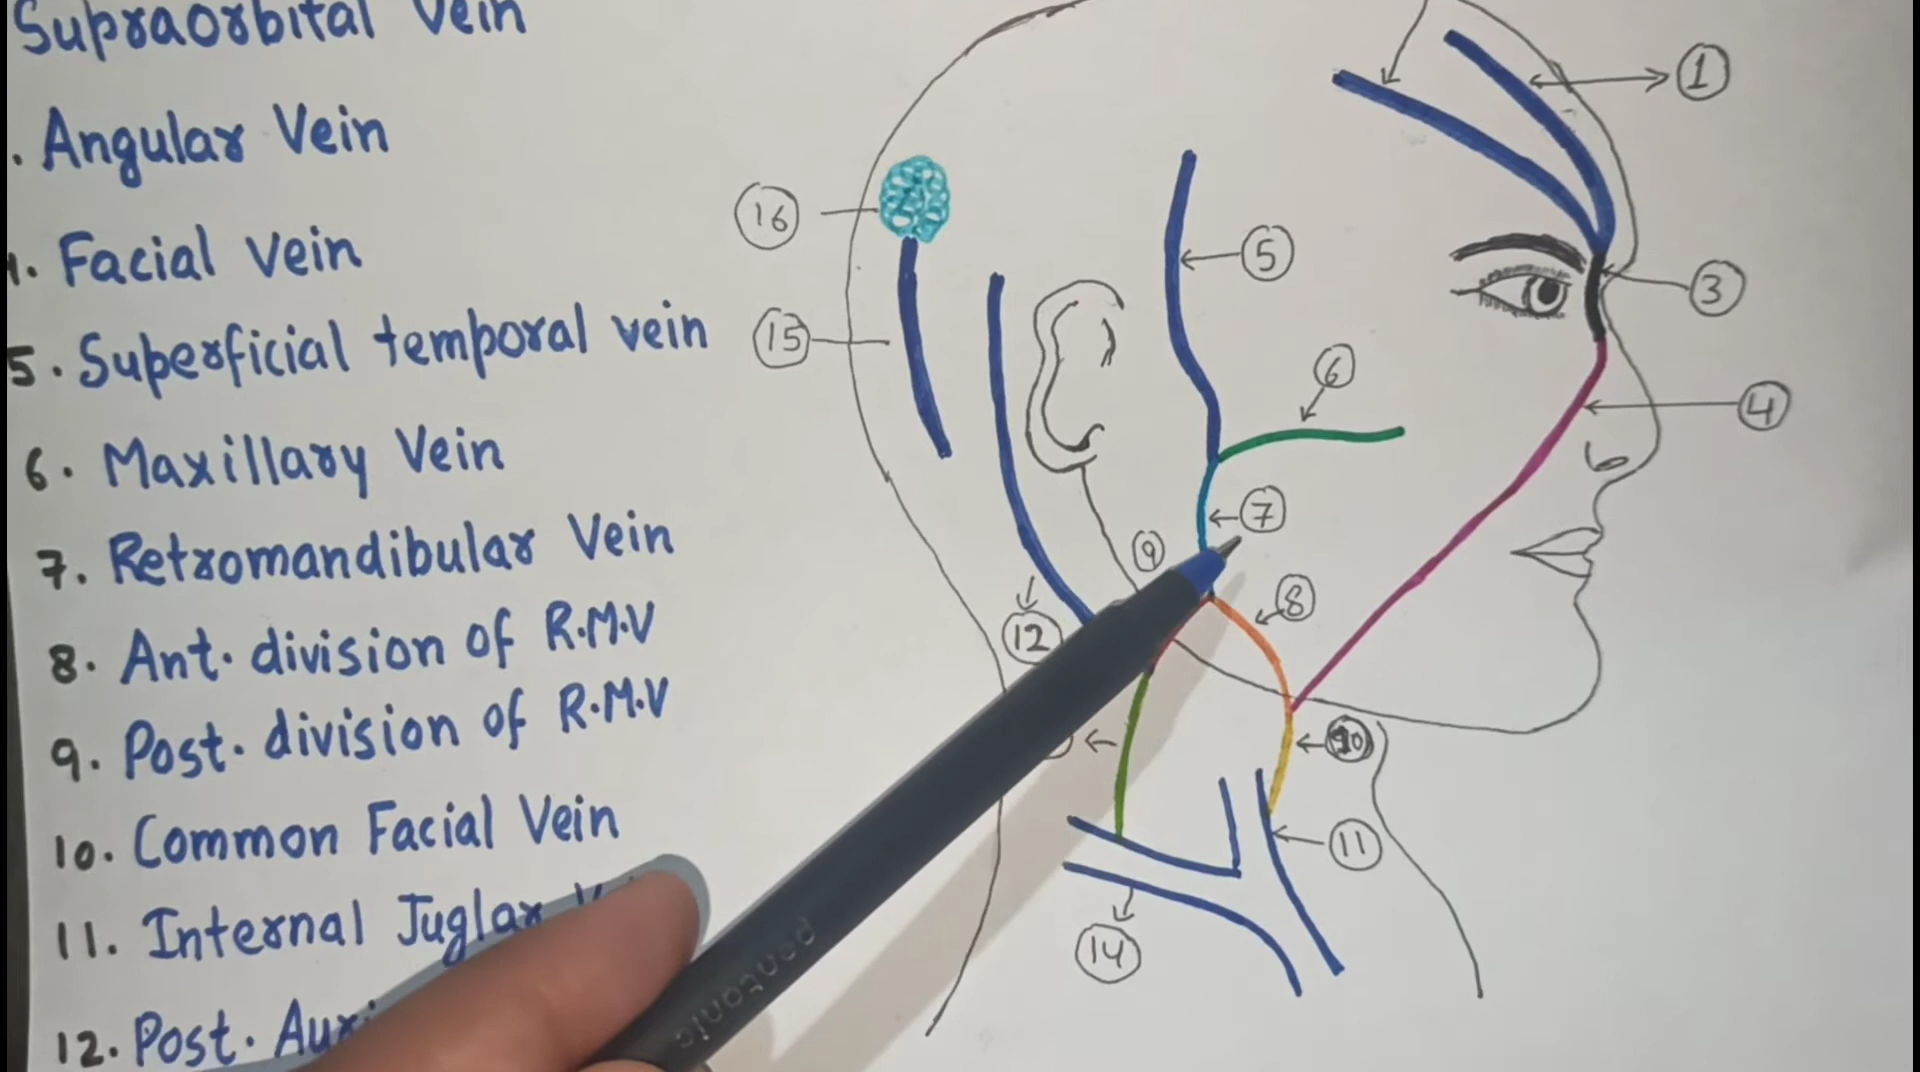 Supraorbital Vein
. Angular Vein
4. Facial Vein
5. Superficial temporal vein
6. Maxillary Vein
7. Retromandibular Vein
8. Ant. division of R.M.V
9. Post. division of R.M.V
10. Common Facial Vein
11. Internal Juglar
12. Post.
1
16
5
3
15
6
4
7
9
8
12
10
11
14
pentonic